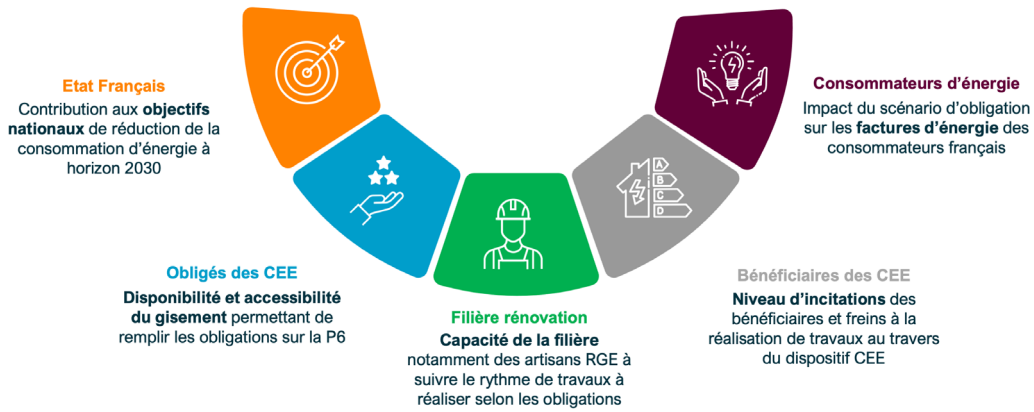 Etat Français
Contribution aux objectifs
nationaux de réduction de la
consommation d'énergie à
horizon 2030
Obligés des CEE
Disponibilité et accessibilité
du gisement permettant de
remplir les obligations sur la P6
Filière rénovation
Capacité de la filière
notamment des artisans RGE à
suivre le rythme de travaux à
réaliser selon les obligations
A
B
C
D
Bénéficiaires des CEE
Niveau d'incitations des
bénéficiaires et freins à la
réalisation de travaux au travers
du dispositif CEE
Consommateurs d'énergie
Impact du scénario d'obligation
sur les factures d'énergie des
consommateurs français